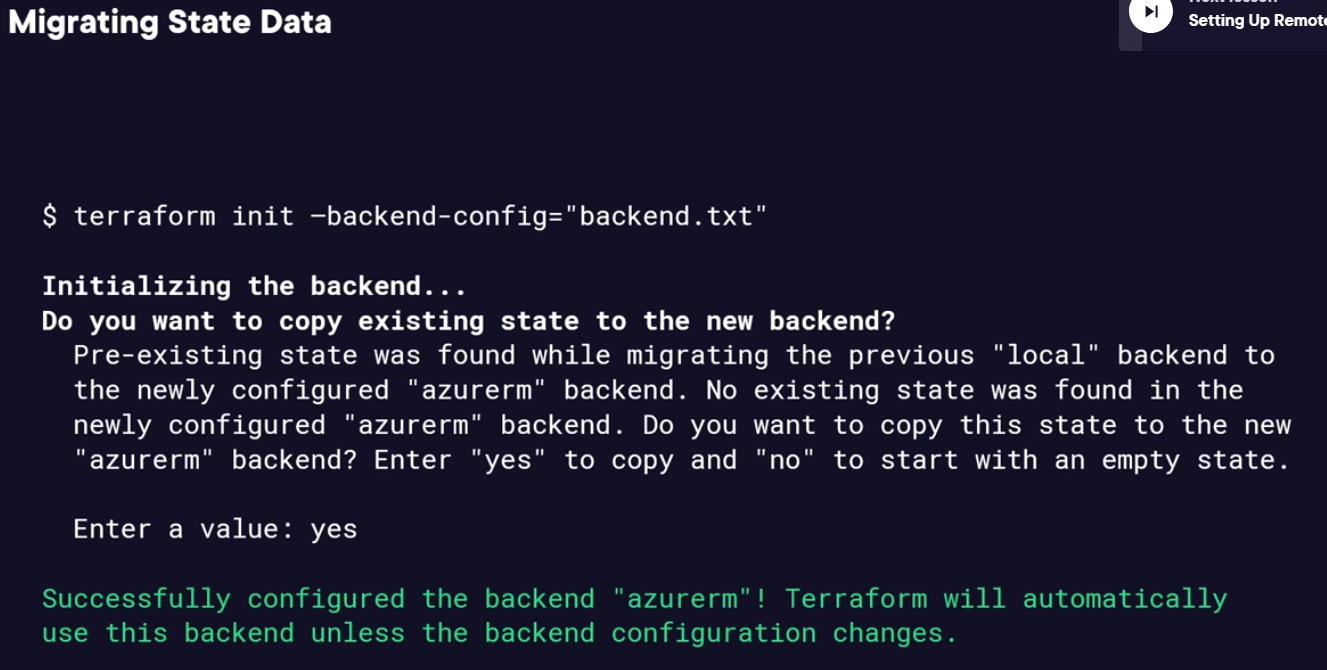 Migrating State Data
Setting Up Remot
$ terraform init –backend-config="backend.txt"
Initializing the backend...
Do you want to copy existing state to the new backend?
Pre-existing state was found while migrating the previous "local" backend to
the newly configured "azurerm" backend. No existing state was found in the
newly configured "azurerm" backend. Do you want to copy this state to the new
"azurerm" backend? Enter "yes" to copy and "no" to start with an empty state.
Enter a value: yes
Successfully configured the backend "azurerm"! Terraform will automatically
use this backend unless the backend configuration changes.